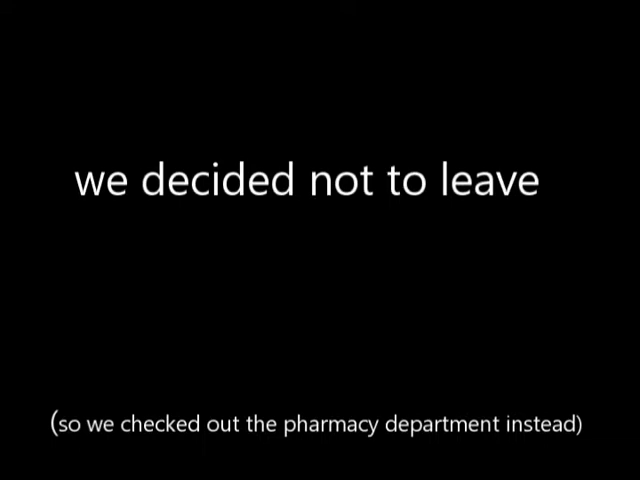 we decided not to leave
(so we checked out the pharmacy department instead)